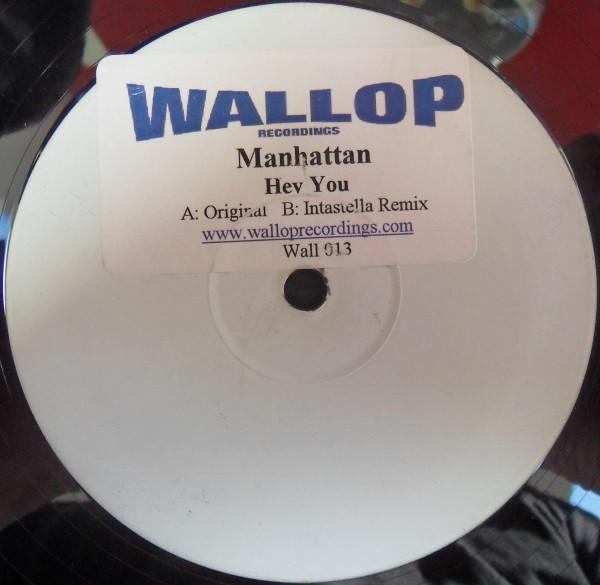 WALLOP
RECORDINGS
Manhattan
Hey You
A: Original B: Intastella Remix
www.walloprecordings.com
Wall 013